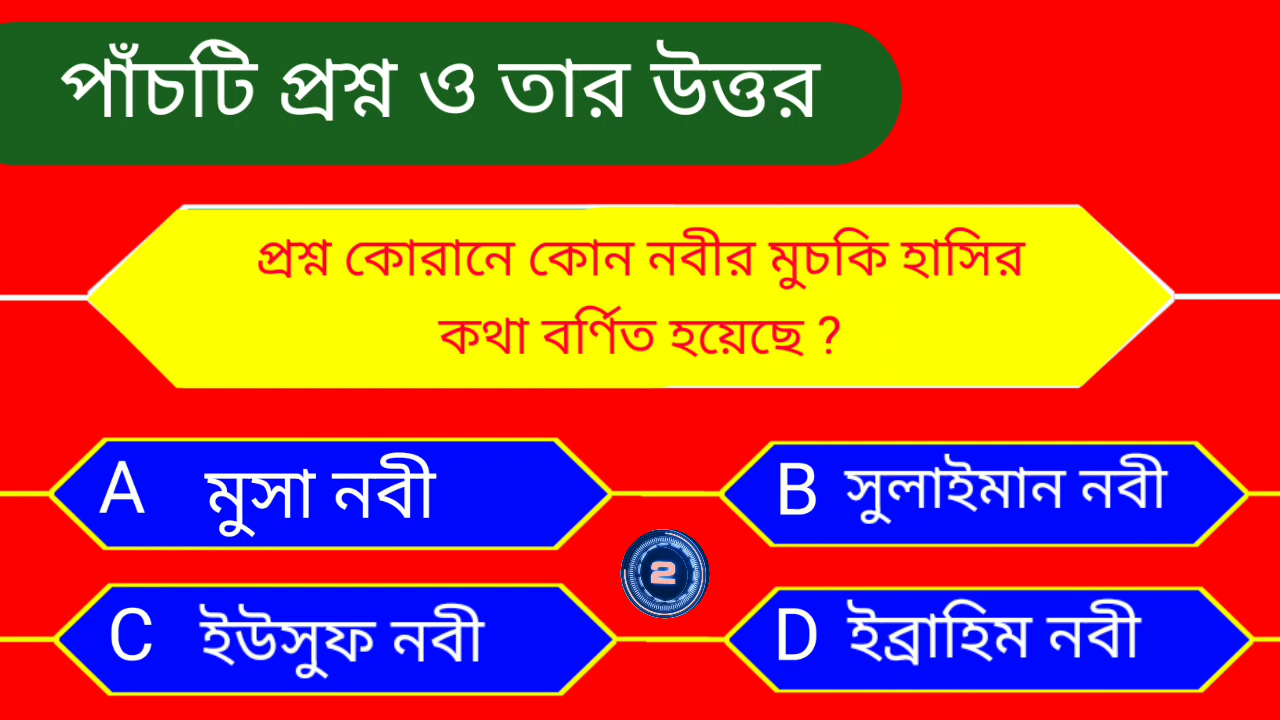 পাঁচটি প্রশ্ন ও তার উত্তর
প্রশ্ন কোরানে কোন নবীর মুচকি হাসির
কথা বর্ণিত হয়েছে ?
A মুসা নবী
B সুলাইমান নবী
2
C ইউসুফ নবী
D ইব্রাহিম নবী